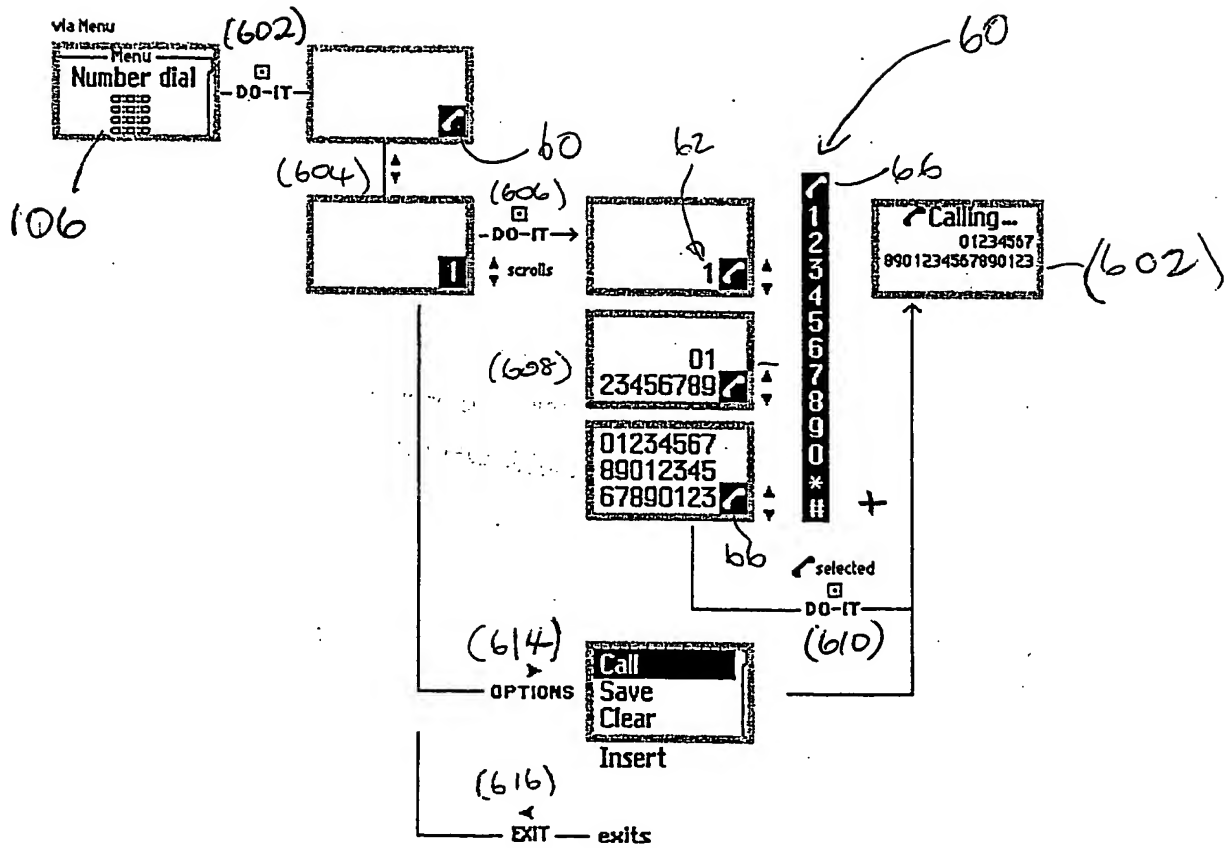 via Menu
(602)
Menu
Number dial
DO-IT
106
60
(604)
1
(606)
DO-IT
scrolls
62
1
60
66
1
2
3
4
5
6
7
8
9
0
*
#
+
Calling...
01234567
8901234567890123
(602)
(608)
01
23456789
01234567
89012345
67890123
66
selected
DO-IT
(610)
(614)
OPTIONS
Call
Save
Clear
Insert
(616)
EXIT
exits